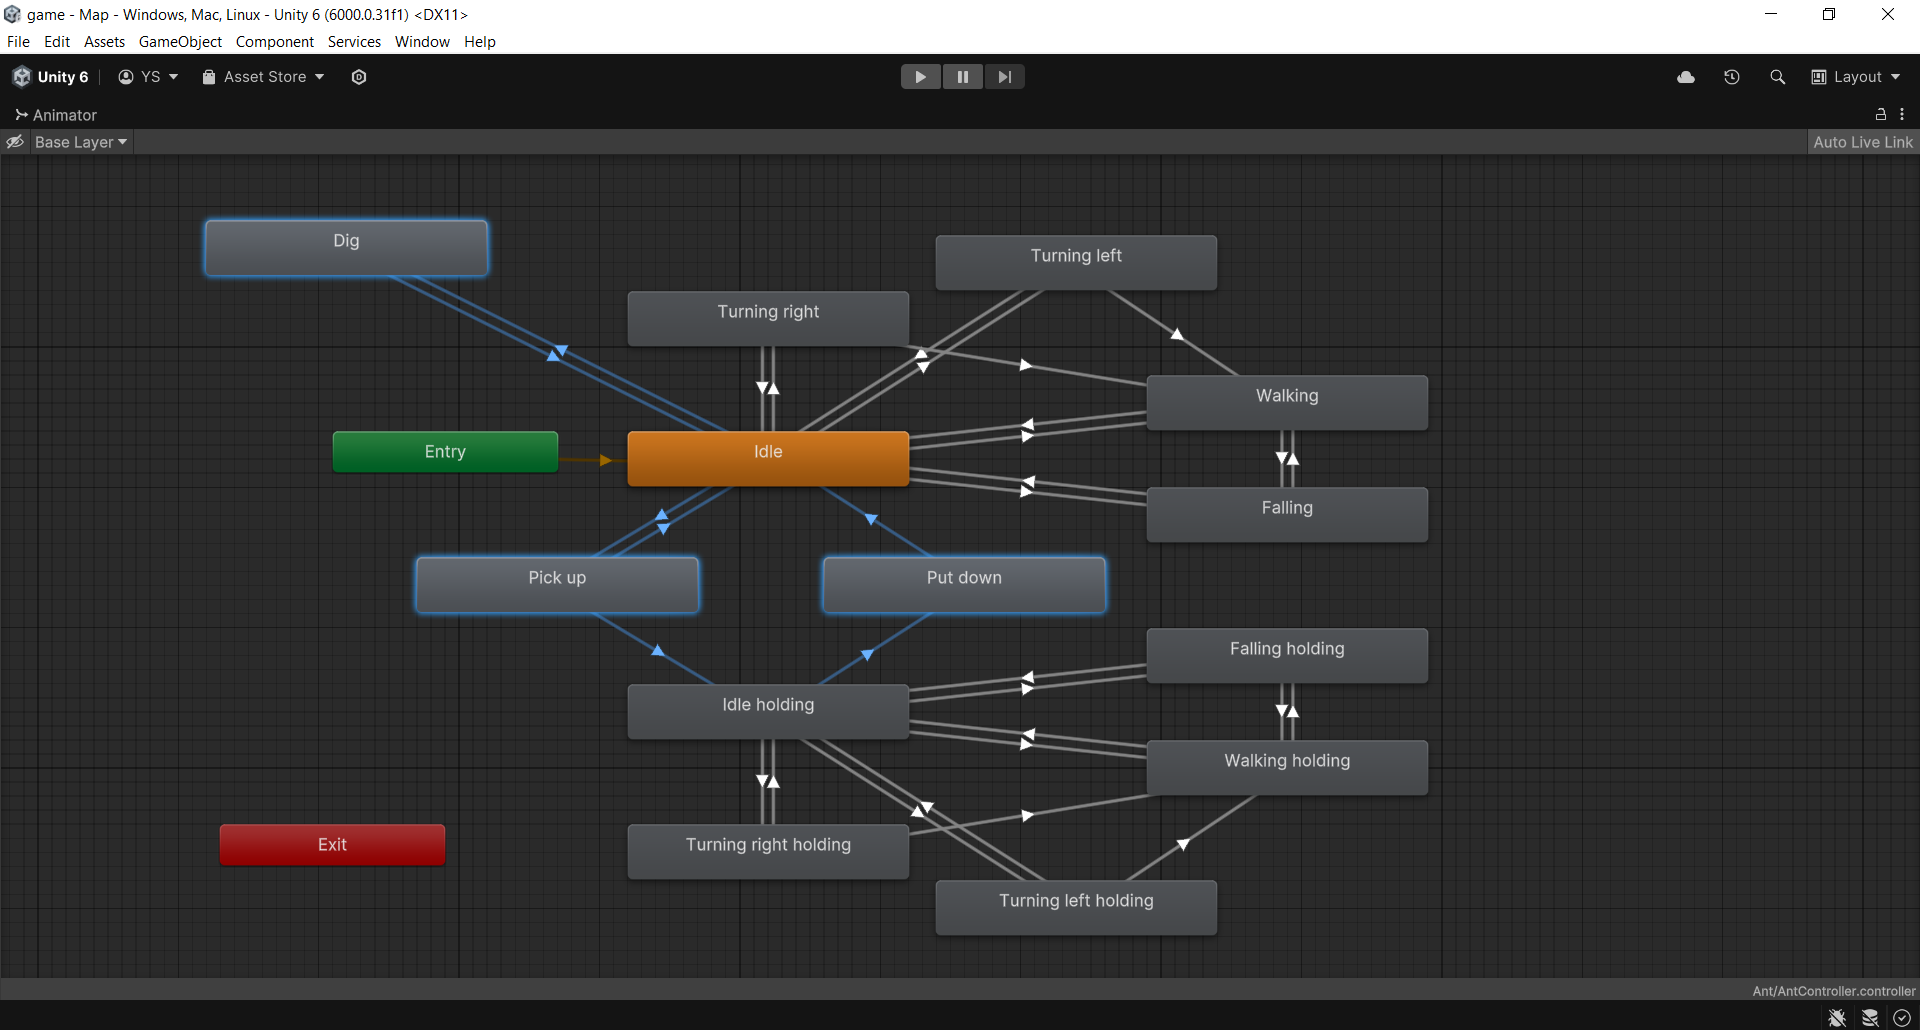 game - Map - Windows, Mac, Linux - Unity 6 (6000.0.31f1) <DX11>
File Edit Assets GameObject Component Services Window Help
Unity 6 YS Asset Store Layout
Animator
Base Layer Auto Live Link
Dig
Turning left
Turning right
Walking
Entry
Idle
Falling
Pick up
Put down
Falling holding
Idle holding
Walking holding
Exit
Turning right holding
Turning left holding
Ant/AntController.controller